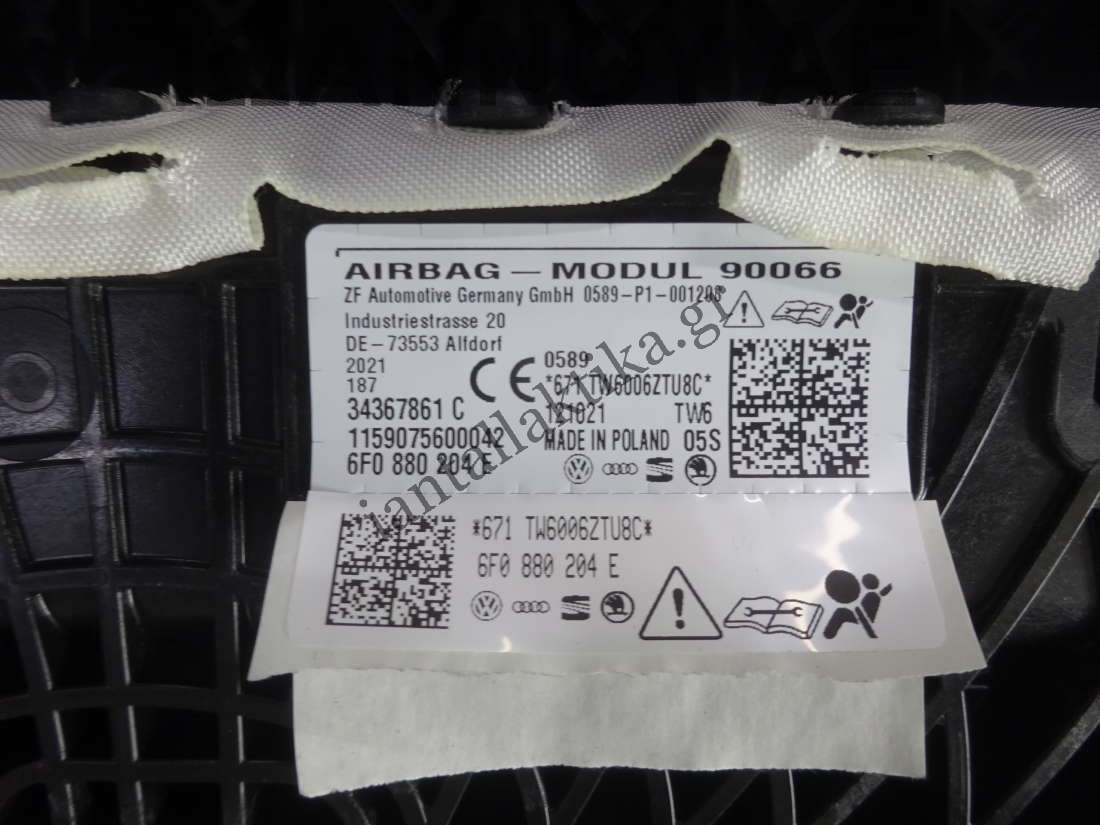 AIRBAG – MODUL 90066
ZF Automotive Germany GmbH 0589–P1–001208
Industriestrasse 20
DE–73553 Alfdorf
2021
187
34367861 C
1159075600042
6F0 880 204 E
CE 0589
*671 TW6006ZTU8C*
121021 TW6
MADE IN POLAND 05S
*671 TW6006ZTU8C*
6F0 880 204 E
iantallaktika.gr